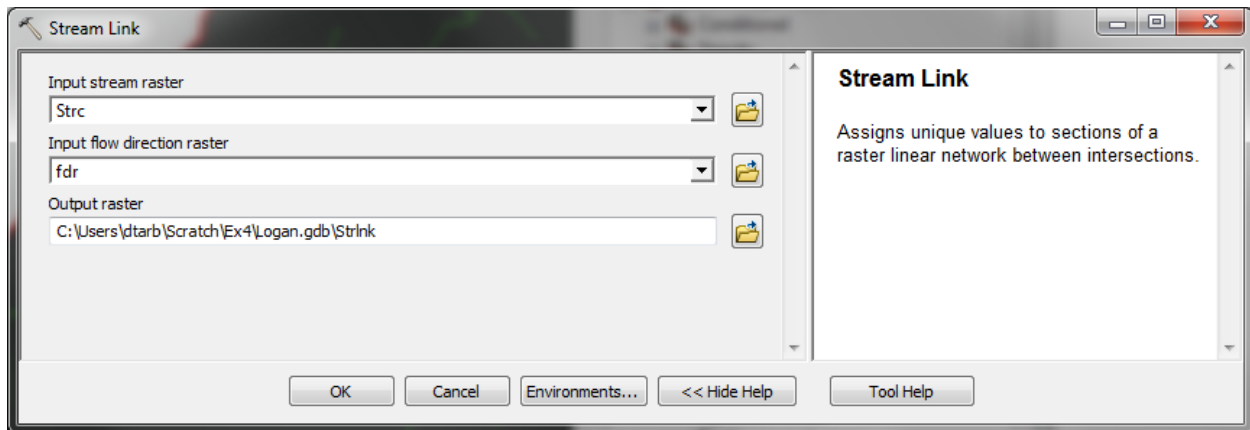 Stream Link
Conditional
Input stream raster
Strc
Input flow direction raster
fdr
Output raster
C:\Users\dtarb\Scratch\Ex4\Logan.gdb\Strlnk
Stream Link
Assigns unique values to sections of a
raster linear network between intersections.
OK
Cancel
Environments...
<< Hide Help
Tool Help